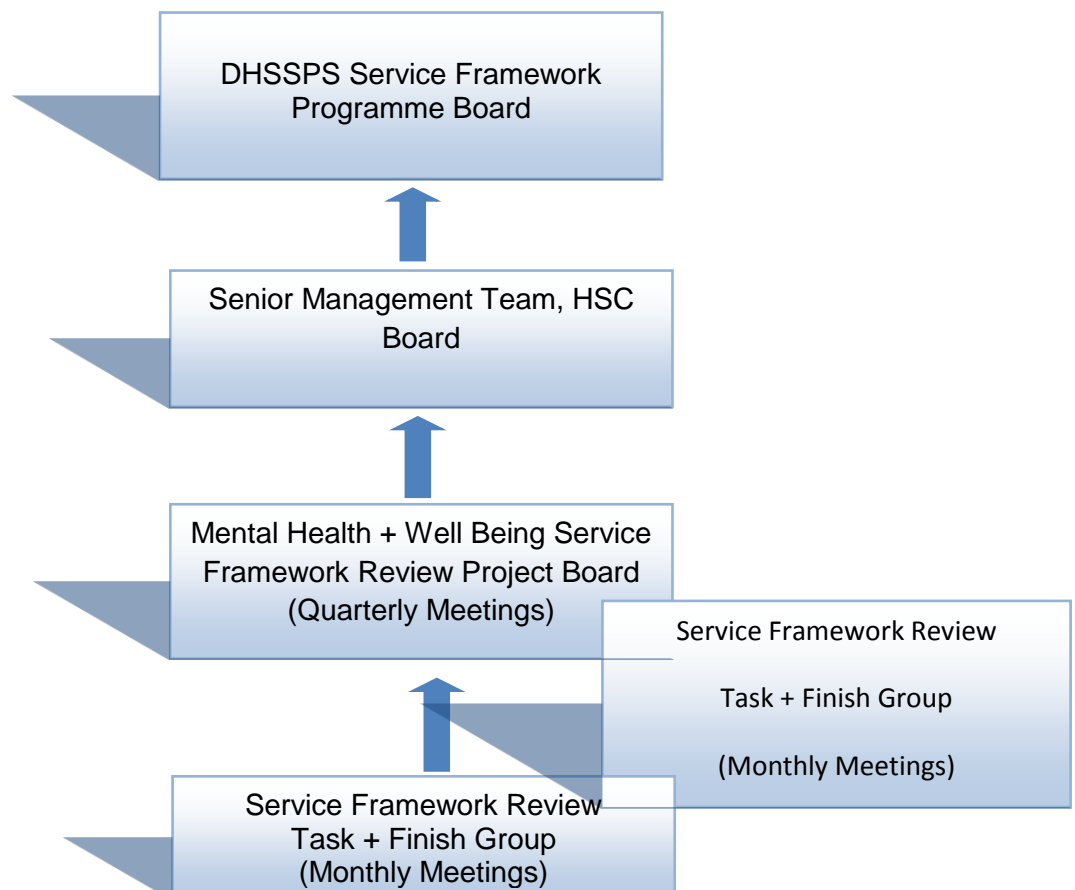 DHSSPS Service Framework
Programme Board
Senior Management Team, HSC
Board
Mental Health + Well Being Service
Framework Review Project Board
(Quarterly Meetings)
Service Framework Review
Task + Finish Group
(Monthly Meetings)
Service Framework Review
Task + Finish Group
(Monthly Meetings)